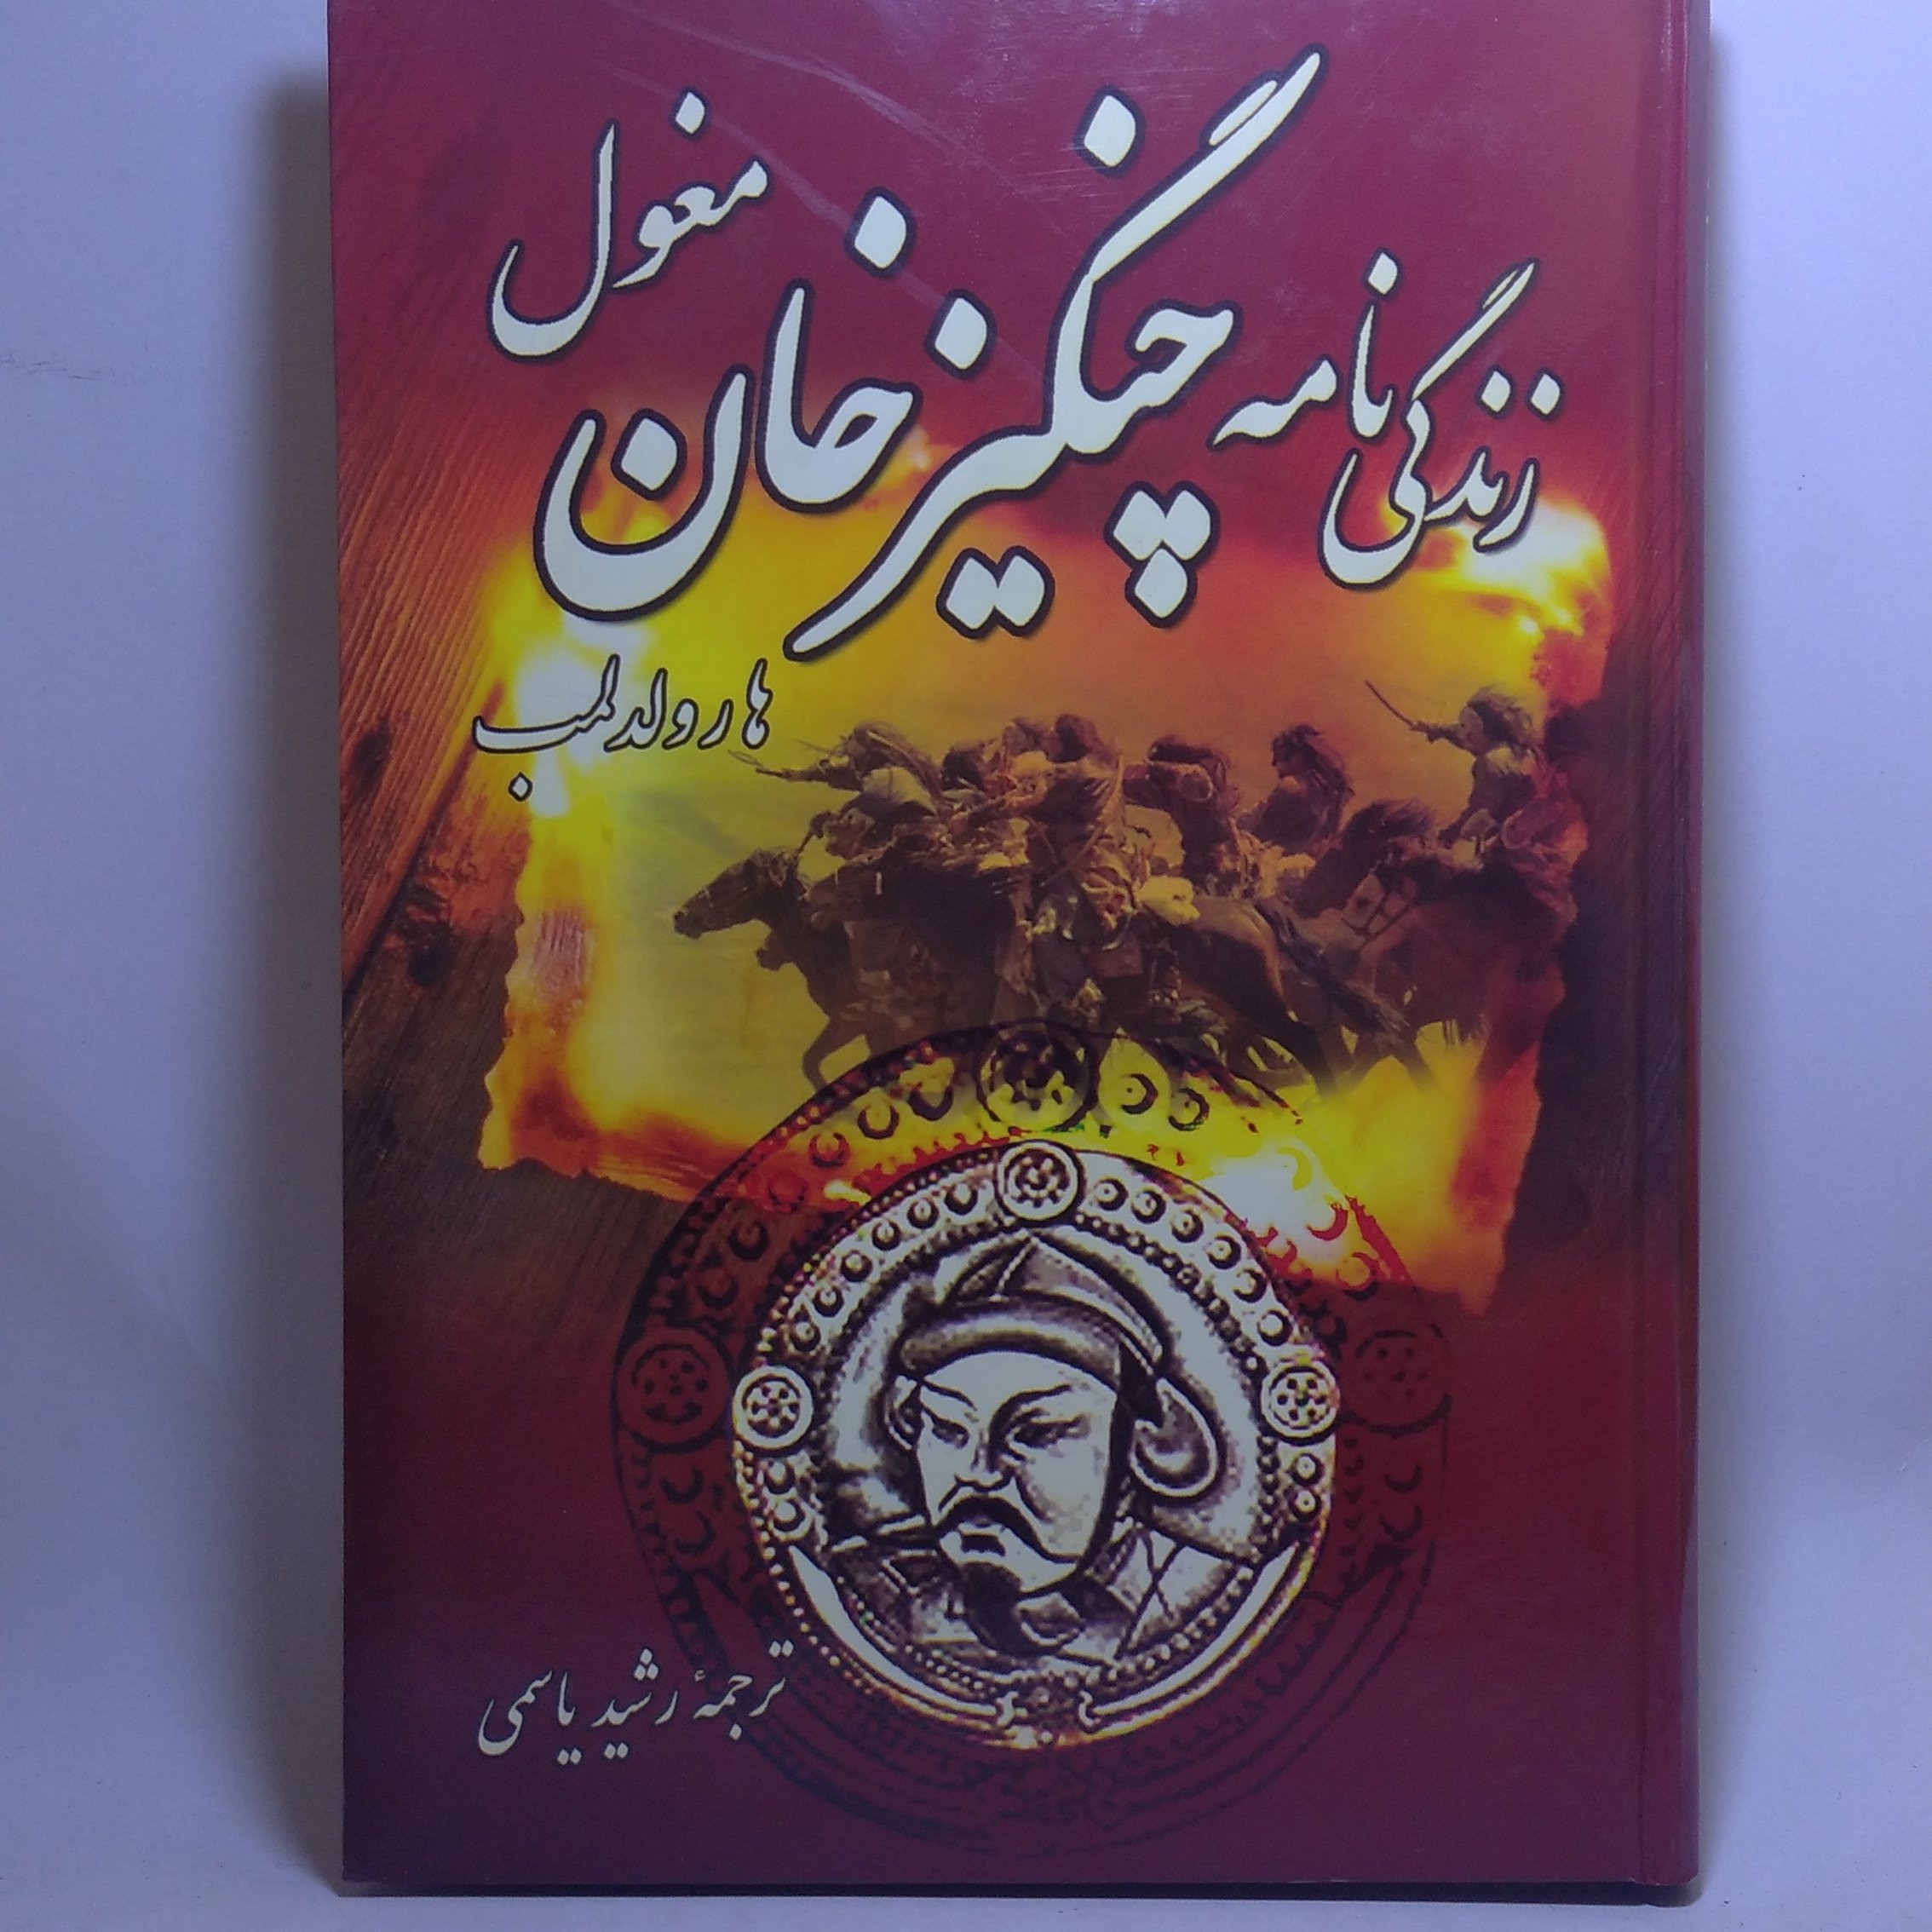 زندگی نامه چنگیز خان مغول
هارولد لمب
ترجمهٔ رشید یاسمی